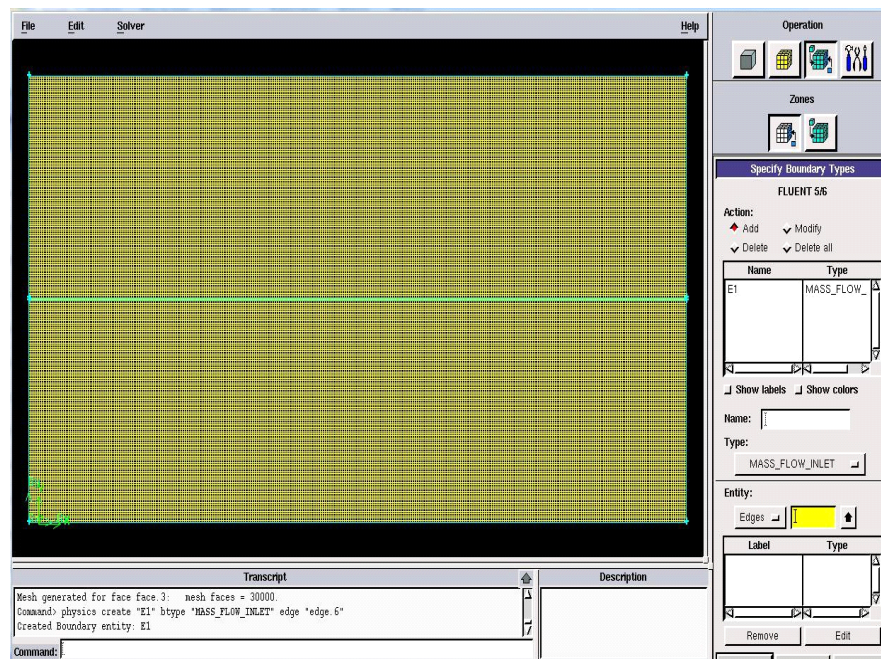 File Edit Solver Help
Operation
Zones
Specify Boundary Types
FLUENT 5/6
Action:
Add Modify
Delete Delete all
Name Type
E1 MASS_FLOW_
Show labels Show colors
Name:
Type:
MASS_FLOW_INLET
Entity:
Edges
Label Type
Remove Edit
Transcript
Description
Mesh generated for face face.3: mesh faces = 30000.
Command> physics create "E1" btype "MASS_FLOW_INLET" edge "edge.6"
Created Boundary entity: E1
Command: